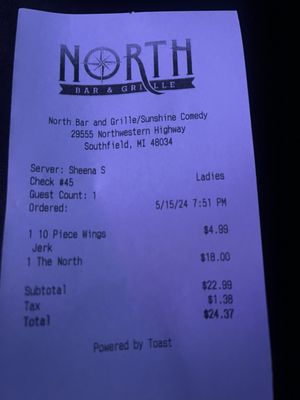 NORTH
BAR & GRILLE
North Bar and Grille/Sunshine Comedy
29555 Northwestern Highway
Southfield, MI 48034
Server: Sheena S
Check #45 Ladies
Guest Count: 1
Ordered: 5/15/24 7:51 PM
1 10 Piece Wings $4.99
Jerk
1 The North $18.00
Subtotal $22.99
Tax $1.38
Total $24.37
Powered by Toast